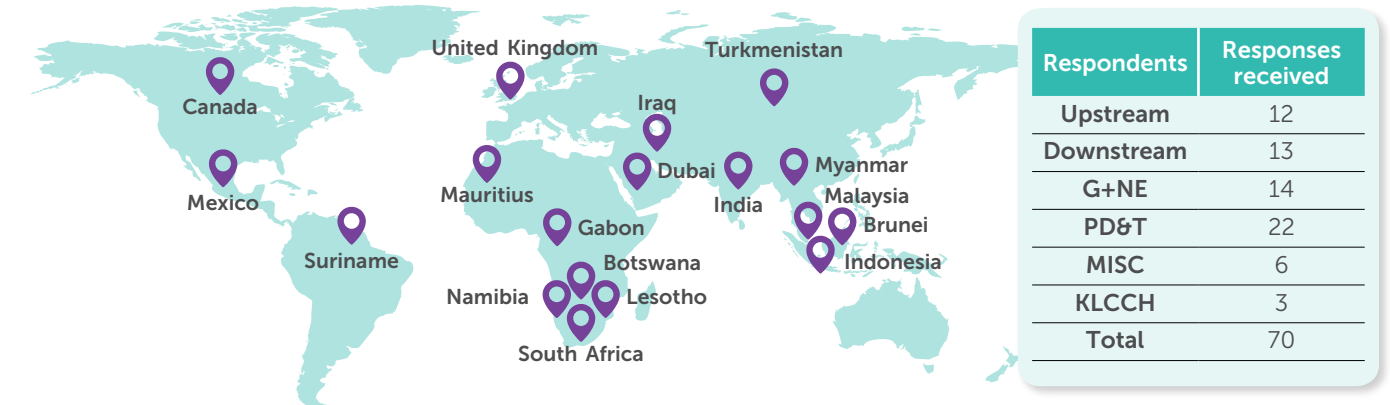 United Kingdom
Turkmenistan
Canada
Iraq
Mexico
Mauritius
Dubai
India
Myanmar
Malaysia
Suriname
Gabon
Brunei
Botswana
Indonesia
Namibia
Lesotho
South Africa
Respondents Responses received
Upstream 12
Downstream 13
G+NE 14
PD&T 22
MISC 6
KLCCH 3
Total 70